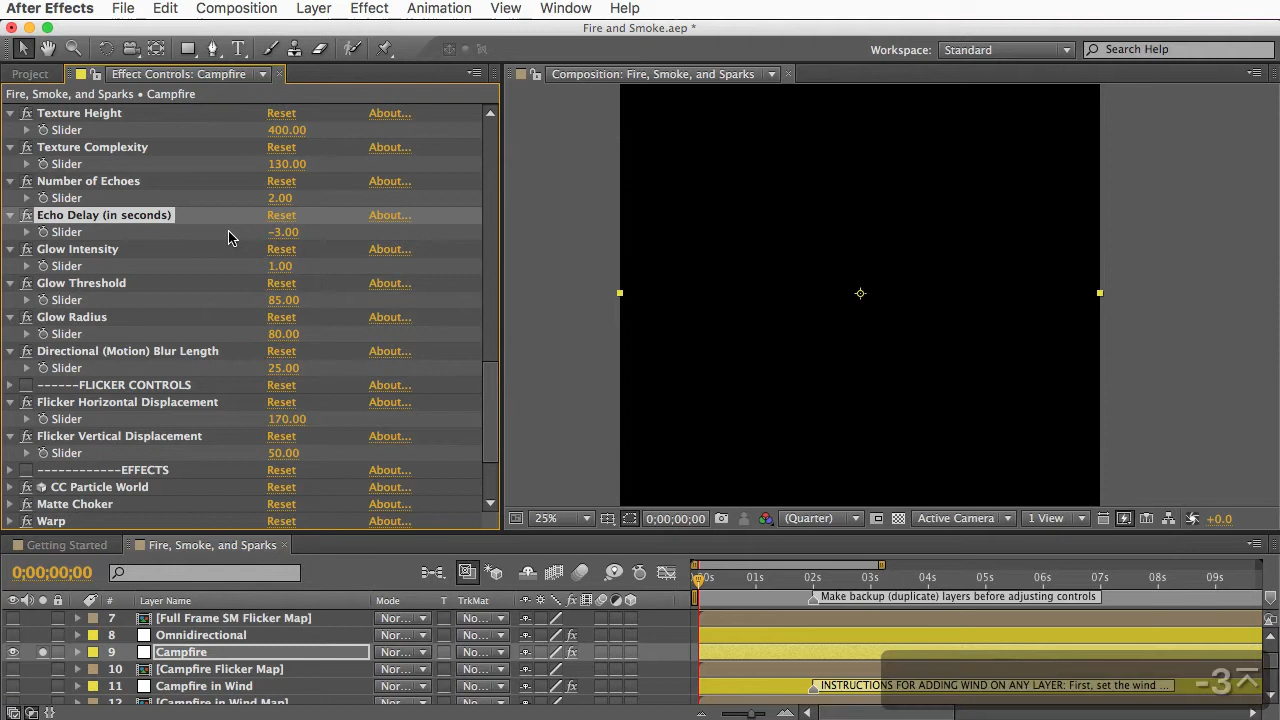 After Effects File Edit Composition Layer Effect Animation View Window Help
Fire and Smoke.aep *
Workspace: Standard Search Help
Project Effect Controls: Campfire Composition: Fire, Smoke, and Sparks
Fire, Smoke, and Sparks • Campfire
fx Texture Height Reset About...
Slider 400.00
fx Texture Complexity Reset About...
Slider 130.00
fx Number of Echoes Reset About...
Slider 2.00
fx Echo Delay (in seconds) Reset About...
Slider -3.00
fx Glow Intensity Reset About...
Slider 1.00
fx Glow Threshold Reset About...
Slider 85.00
fx Glow Radius Reset About...
Slider 80.00
fx Directional (Motion) Blur Length Reset About...
Slider 25.00
------FLICKER CONTROLS Reset About...
fx Flicker Horizontal Displacement Reset About...
Slider 170.00
fx Flicker Vertical Displacement Reset About...
Slider 50.00
------------EFFECTS Reset About...
fx CC Particle World Reset About...
fx Matte Choker Reset About...
fx Warp Reset About...
25% 0;00;00;00 (Quarter) Active Camera 1 View +0.0
Getting Started Fire, Smoke, and Sparks
0;00;00;00
01s 02s 03s 04s 05s 06s 07s 08s 09s
# Layer Name Mode T TrkMat fx
Make backup (duplicate) layers before adjusting controls
7 [Full Frame SM Flicker Map] Nor... No...
8 Omnidirectional Nor... No... fx
9 Campfire Nor... No... fx
10 [Campfire Flicker Map] Nor... No...
11 Campfire in Wind Nor... No... fx
INSTRUCTIONS FOR ADDING WIND ON ANY LAYER: First, set the wind ...
12 [Campfire in Wind Map] Nor... No...
-3